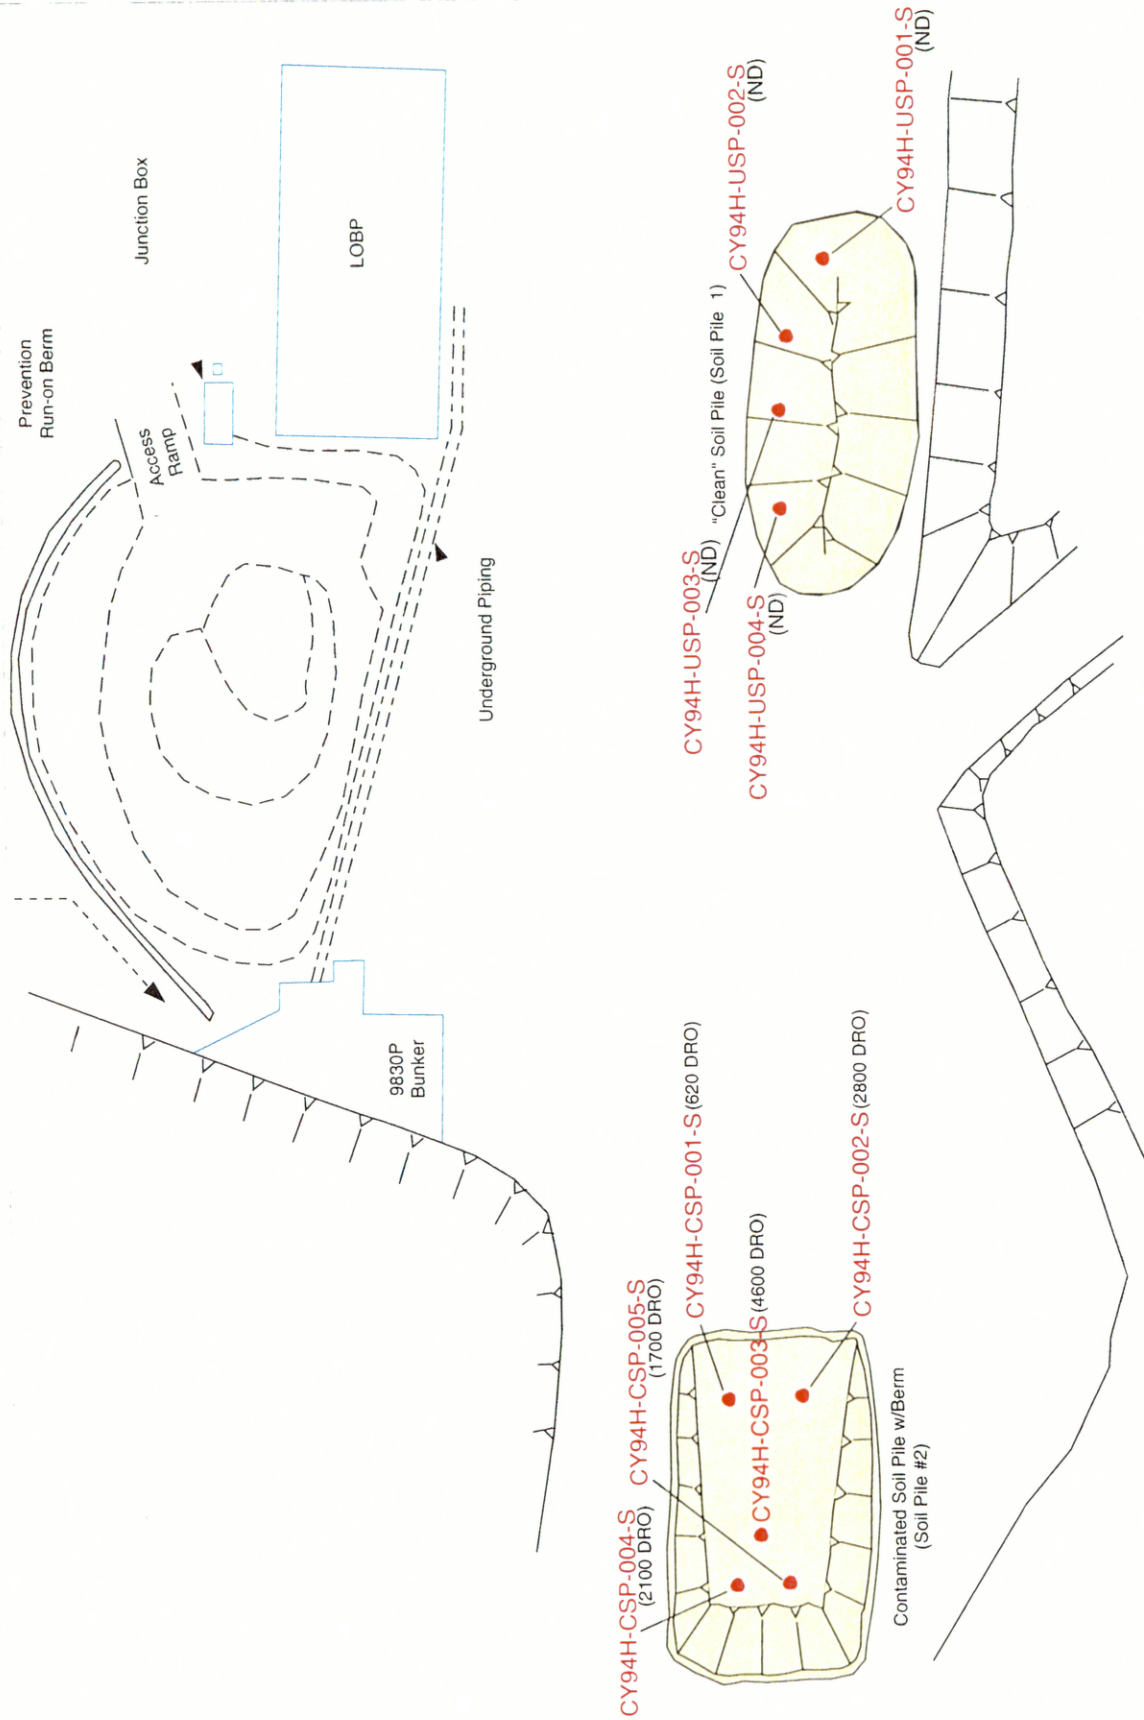 Prevention
Run-on Berm
Junction Box
Access
Ramp
LOBP
Underground Piping
9830P
Bunker
CY94H-USP-001-S
(ND)
CY94H-USP-002-S
(ND)
"Clean" Soil Pile (Soil Pile 1)
CY94H-USP-003-S
(ND)
CY94H-USP-004-S
(ND)
CY94H-CSP-001-S (620 DRO)
CY94H-CSP-002-S (2800 DRO)
CY94H-CSP-003-S (4600 DRO)
CY94H-CSP-005-S
(1700 DRO)
CY94H-CSP-004-S
(2100 DRO)
Contaminated Soil Pile w/Berm
(Soil Pile #2)